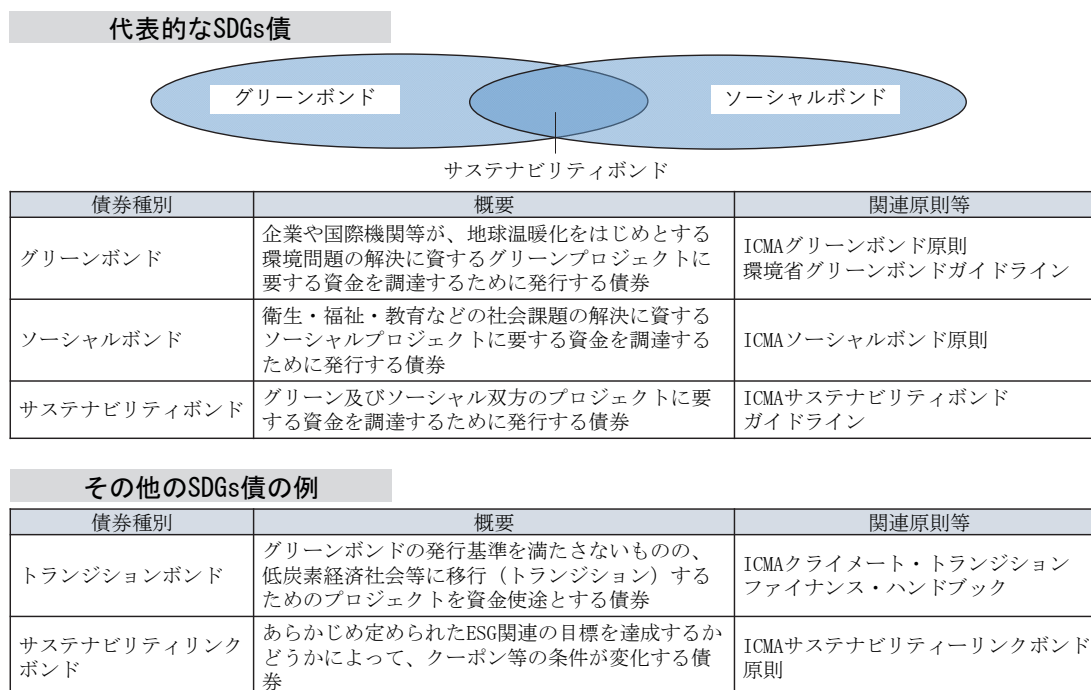 代表的なSDGs債
グリーンボンド
ソーシャルボンド
サステナビリティボンド
債券種別
概要
関連原則等
グリーンボンド
企業や国際機関等が、地球温暖化をはじめとする
環境問題の解決に資するグリーンプロジェクトに
要する資金を調達するために発行する債券
ICMAグリーンボンド原則
環境省グリーンボンドガイドライン
ソーシャルボンド
衛生・福祉・教育などの社会課題の解決に資する
ソーシャルプロジェクトに要する資金を調達する
ために発行する債券
ICMAソーシャルボンド原則
サステナビリティボンド
グリーン及びソーシャル双方のプロジェクトに要
する資金を調達するために発行する債券
ICMAサステナビリティボンド
ガイドライン
その他のSDGs債の例
債券種別
概要
関連原則等
トランジションボンド
グリーンボンドの発行基準を満たさないものの、
低炭素経済社会等に移行（トランジション）する
ためのプロジェクトを資金使途とする債券
ICMAクライメート・トランジション
ファイナンス・ハンドブック
サステナビリティリンク
ボンド
あらかじめ定められたESG関連の目標を達成するか
どうかによって、クーポン等の条件が変化する債
券
ICMAサステナビリティーリンクボンド
原則